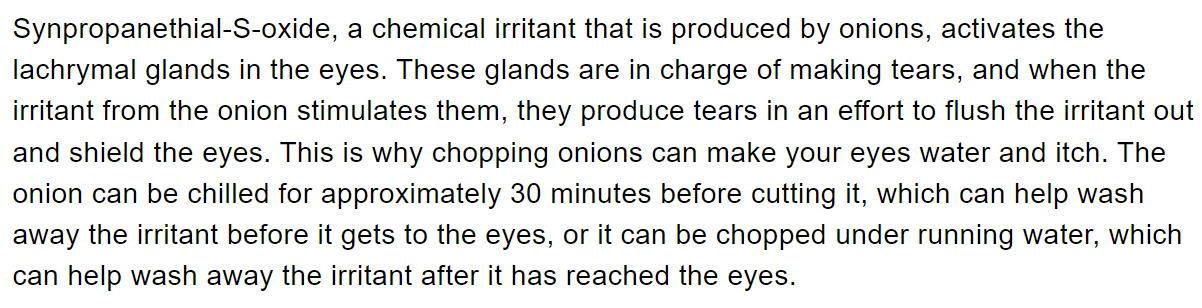 Synpropanethial-S-oxide, a chemical irritant that is produced by onions, activates the
lachrymal glands in the eyes. These glands are in charge of making tears, and when the
irritant from the onion stimulates them, they produce tears in an effort to flush the irritant out
and shield the eyes. This is why chopping onions can make your eyes water and itch. The
onion can be chilled for approximately 30 minutes before cutting it, which can help wash
away the irritant before it gets to the eyes, or it can be chopped under running water, which
can help wash away the irritant after it has reached the eyes.